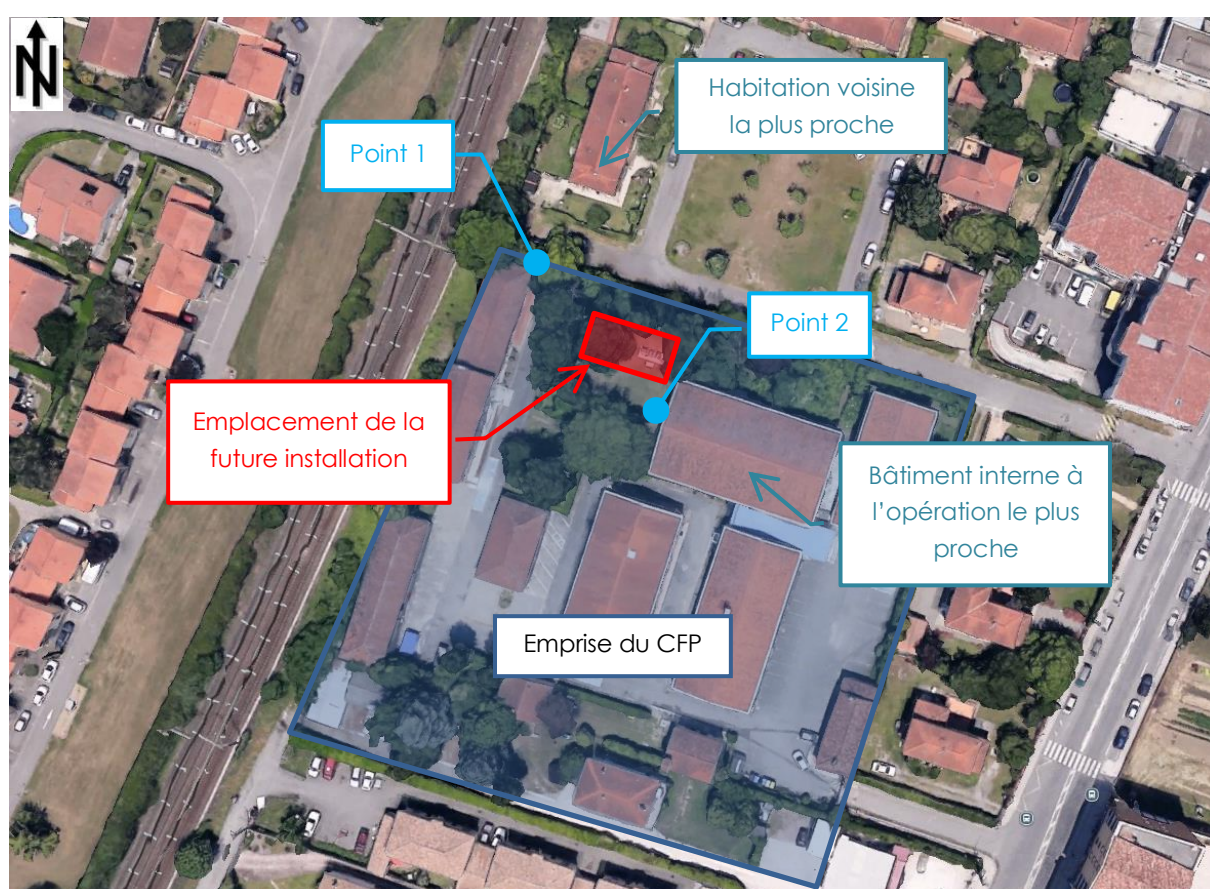 N
Habitation voisine
la plus proche
Point 1
Point 2
Emplacement de la
future installation
Bâtiment interne à
l'opération le plus
proche
Emprise du CFP